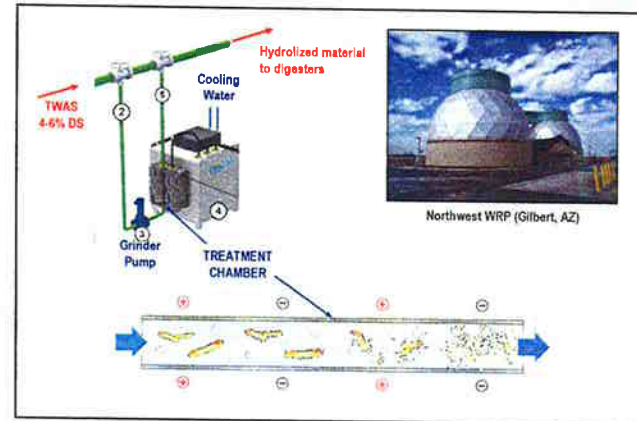 Hydrolized material
to digesters
Cooling
Water
TWAS
4-6% DS
2
5
4
3
Grinder
Pump
TREATMENT
CHAMBER
Northwest WRP (Gilbert, AZ)
+ − + −
+ − + −